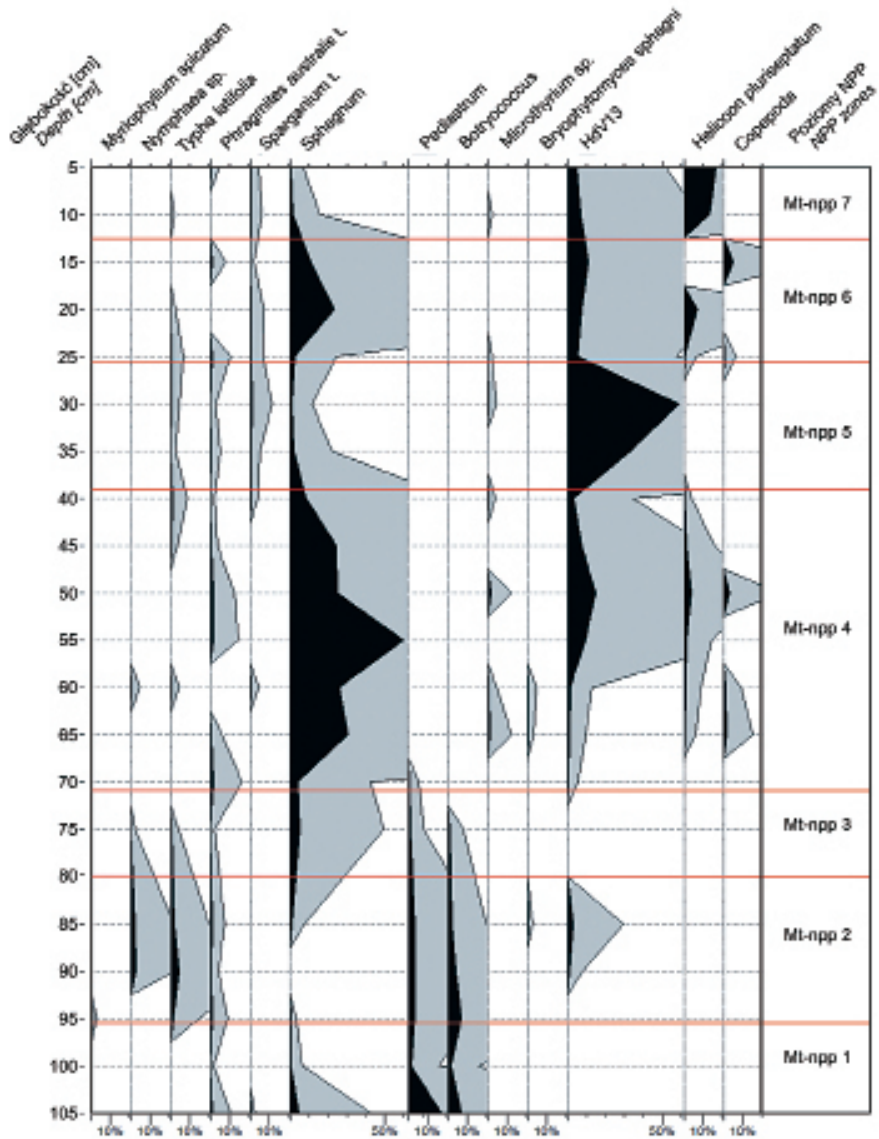 Głębokość [cm]
Depth [cm]
Myriophyllum spicatum
Nymphaea sp.
Typha latifolia
Phragmites australis t.
Sparganium t.
Sphagnum
Pediastrum
Botryococcus
Microthyrium sp.
Bryophytomyces sphagni
HdV13
Helicoon pluriseptatum
Copepoda
Poziomy NPP
NPP zones
5
10
15
20
25
30
35
40
45
50
55
60
65
70
75
80
85
90
95
100
105
Mt-npp 7
Mt-npp 6
Mt-npp 5
Mt-npp 4
Mt-npp 3
Mt-npp 2
Mt-npp 1
10% 10% 10% 10% 10% 50% 10% 10% 10% 10% 50% 10% 10%